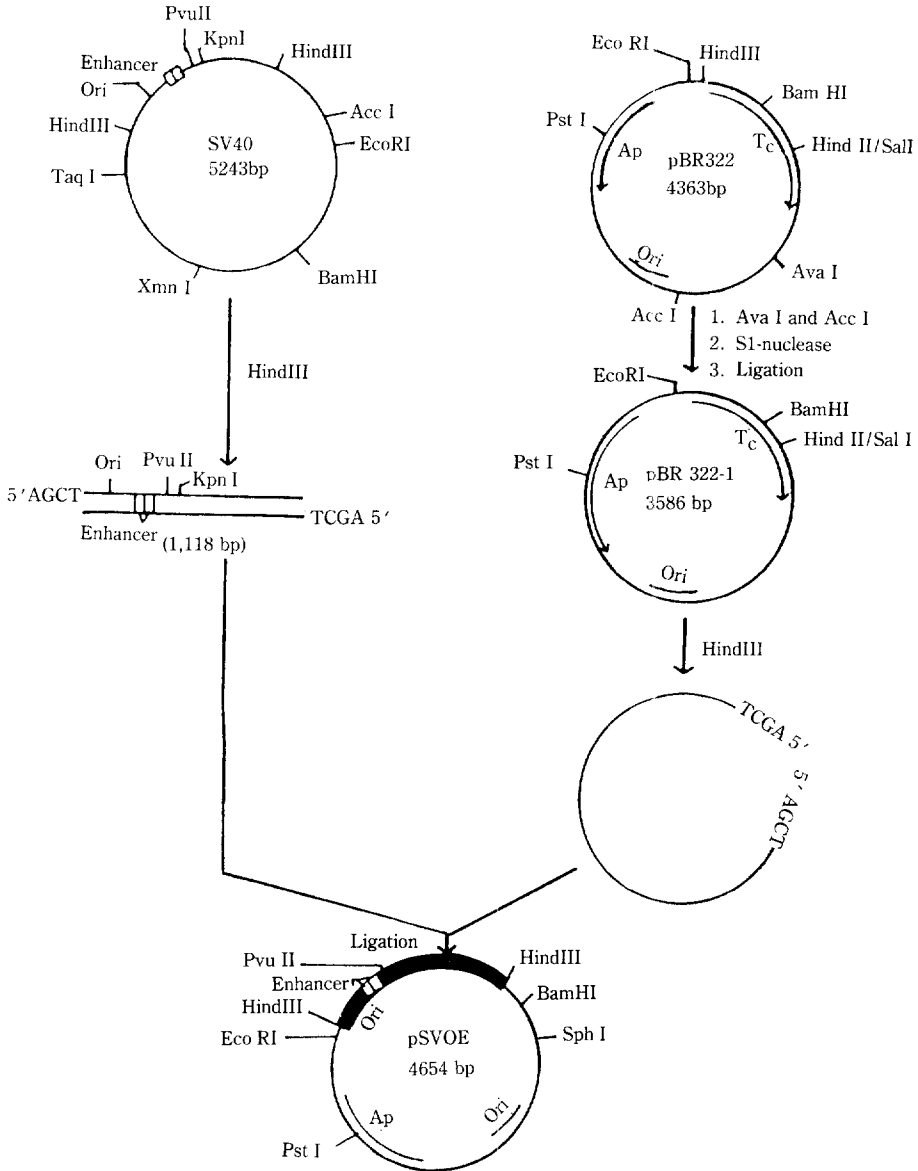 PvuII
KpnI
HindIII
Enhancer
Ori
HindIII
Acc I
EcoRI
Taq I
SV40
5243bp
Xmn I
BamHI
Eco RI
HindIII
Bam HI
Pst I
Hind II/SalI
Ap
Tc
pBR322
4363bp
Ori
Ava I
Acc I
HindIII
1. Ava I and Acc I
2. S1-nuclease
3. Ligation
Ori
Pvu II
Kpn I
5'AGCT
TCGA 5'
Enhancer
(1,118 bp)
EcoRI
BamHI
Hind II/Sal I
Tc
Pst I
Ap
pBR 322-1
3586 bp
Ori
HindIII
TCGA 5'
5' AGCT
Ligation
Pvu II
Enhancer
HindIII
Eco RI
Ori
HindIII
BamHI
Sph I
pSVOE
4654 bp
Ap
Ori
Pst I